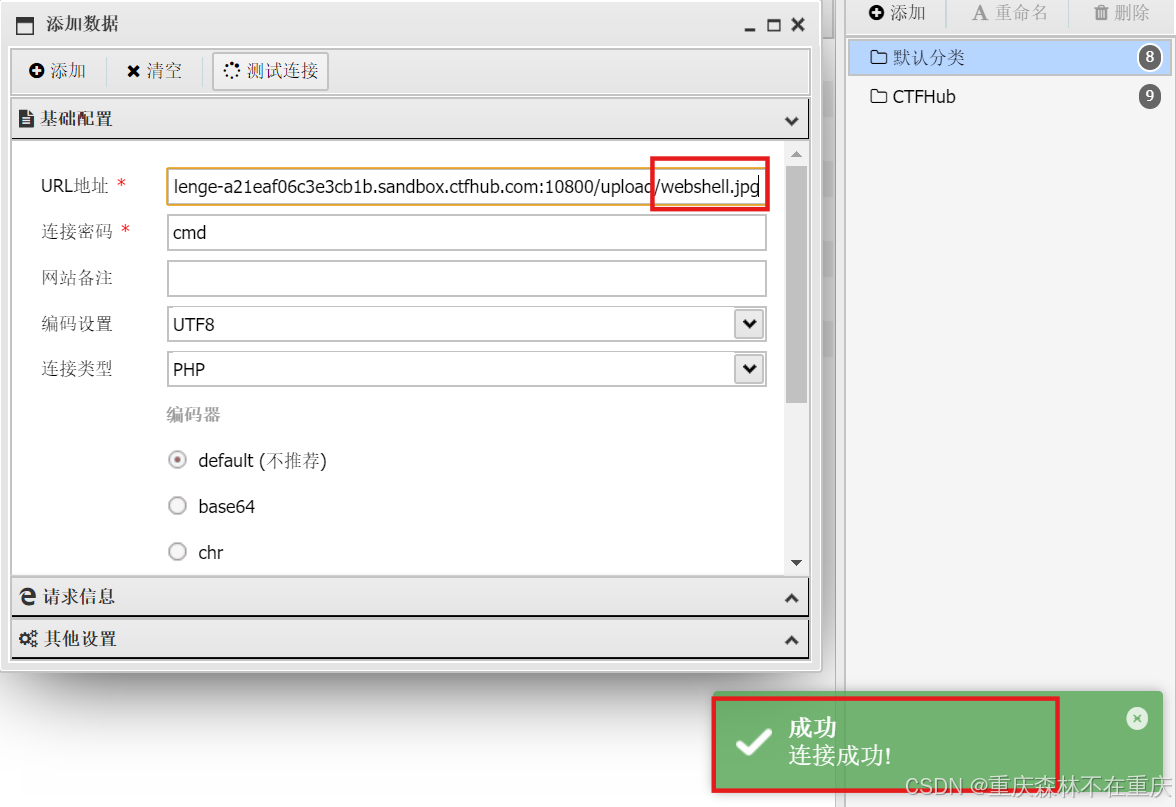 添加数据
添加 清空 测试连接
基础配置
URL地址 * lenge-a21eaf06c3e3cb1b.sandbox.ctfhub.com:10800/upload/webshell.jpg
连接密码 * cmd
网站备注
编码设置 UTF8
连接类型 PHP
编码器
default (不推荐)
base64
chr
请求信息
其他设置
添加 重命名 删除
默认分类 8
CTFHub 9
成功
连接成功!
CSDN @重庆森林不在重庆